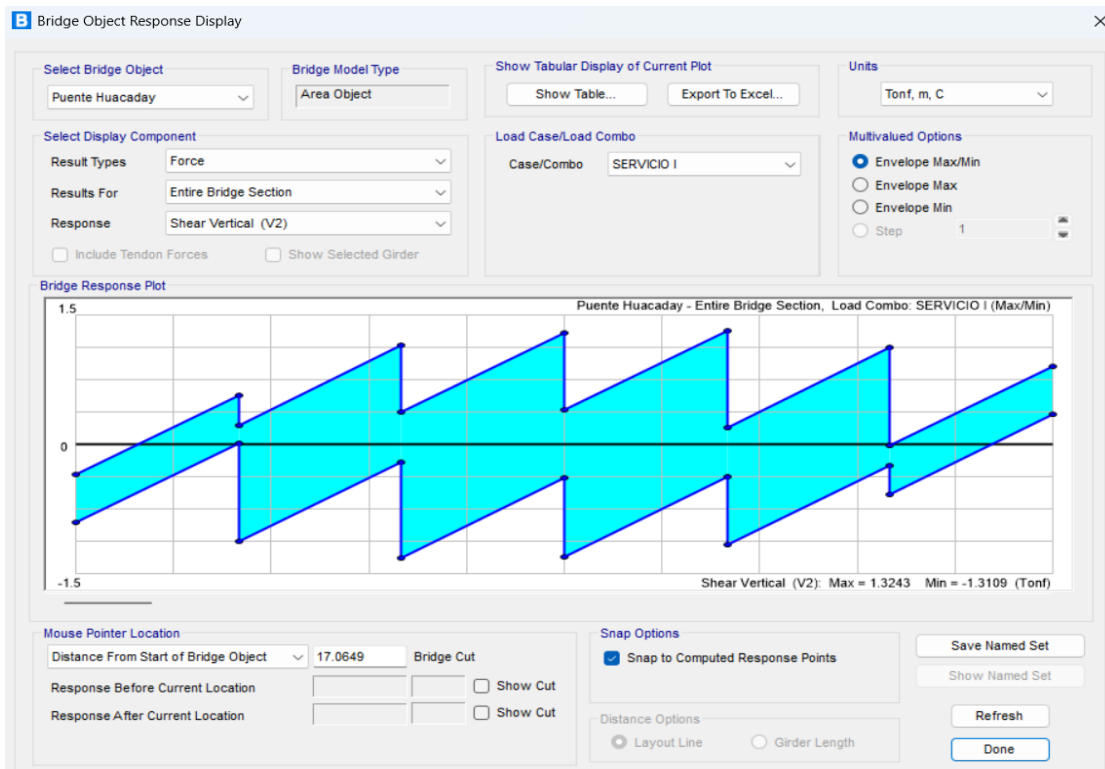 B Bridge Object Response Display
Select Bridge Object
Puente Huacaday
Bridge Model Type
Area Object
Show Tabular Display of Current Plot
Show Table...
Export To Excel...
Units
Tonf, m, C
Select Display Component
Result Types
Force
Results For
Entire Bridge Section
Response
Shear Vertical (V2)
Include Tendon Forces
Show Selected Girder
Load Case/Load Combo
Case/Combo
SERVICIO I
Multivalued Options
Envelope Max/Min
Envelope Max
Envelope Min
Step
1
Bridge Response Plot
1.5
Puente Huacaday - Entire Bridge Section, Load Combo: SERVICIO I (Max/Min)
0
-1.5
Shear Vertical (V2): Max = 1.3243 Min = -1.3109 (Tonf)
Mouse Pointer Location
Distance From Start of Bridge Object
17.0649
Bridge Cut
Response Before Current Location
Show Cut
Response After Current Location
Show Cut
Snap Options
Snap to Computed Response Points
Distance Options
Layout Line
Girder Length
Save Named Set
Show Named Set
Refresh
Done